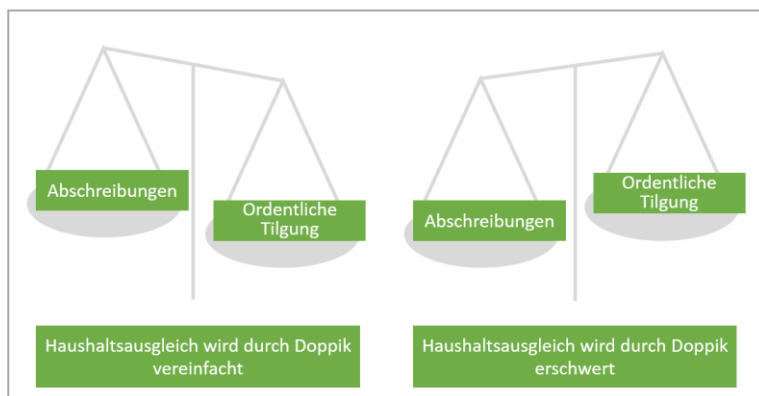 Abschreibungen
Ordentliche
Tilgung
Haushaltsausgleich wird durch Doppik
vereinfacht
Abschreibungen
Ordentliche
Tilgung
Haushaltsausgleich wird durch Doppik
erschwert